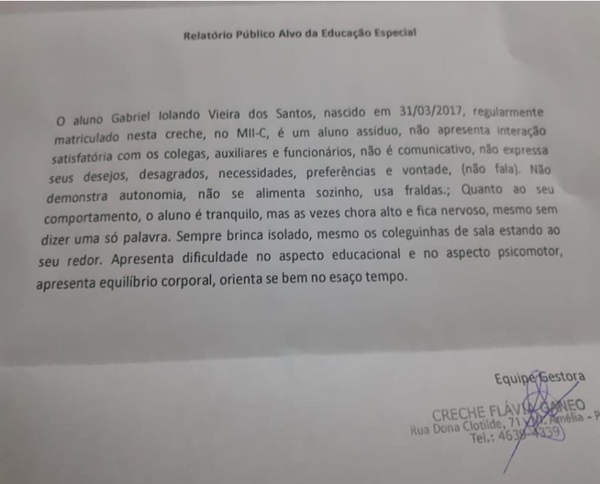 Relatório Público Alvo da Educação Especial
O aluno Gabriel Iolando Vieira dos Santos, nascido em 31/03/2017, regularmente
matriculado nesta creche, no MII-C, é um aluno assíduo, não apresenta interação
satisfatória com os colegas, auxiliares e funcionários, não é comunicativo, não expressa
seus desejos, desagrados, necessidades, preferências e vontade, (não fala). Não
demonstra autonomia, não se alimenta sozinho, usa fraldas.; Quanto ao seu
comportamento, o aluno é tranquilo, mas as vezes chora alto e fica nervoso, mesmo sem
dizer uma só palavra. Sempre brinca isolado, mesmo os coleguinhas de sala estando ao
seu redor. Apresenta dificuldade no aspecto educacional e no aspecto psicomotor,
apresenta equilíbrio corporal, orienta se bem no esaço tempo.
Equipe Gestora
CRECHE FLÁVIA GANEO
Rua Dona Clotilde, 71 Amélia - P
Tel.: 4639-4339